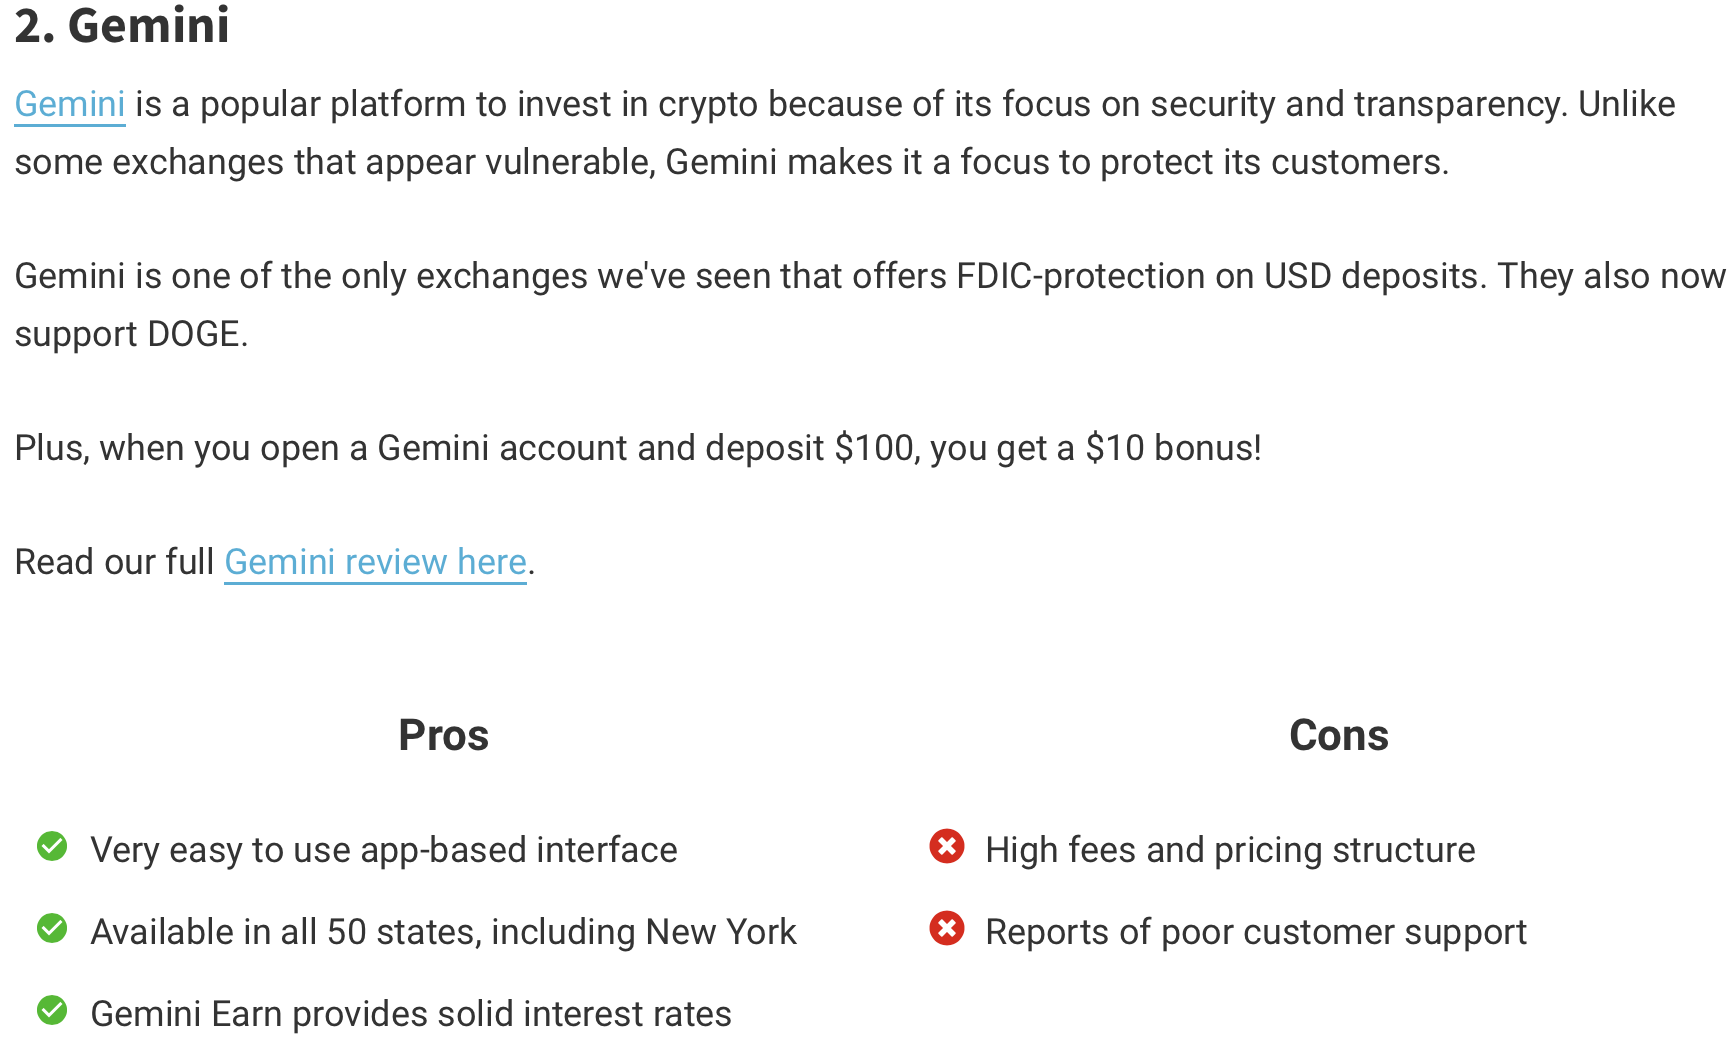 2. Gemini
Gemini is a popular platform to invest in crypto because of its focus on security and transparency. Unlike
some exchanges that appear vulnerable, Gemini makes it a focus to protect its customers.
Gemini is one of the only exchanges we've seen that offers FDIC-protection on USD deposits. They also now
support DOGE.
Plus, when you open a Gemini account and deposit $100, you get a $10 bonus!
Read our full Gemini review here.
Pros
Very easy to use app-based interface
Available in all 50 states, including New York
Gemini Earn provides solid interest rates
Cons
High fees and pricing structure
Reports of poor customer support